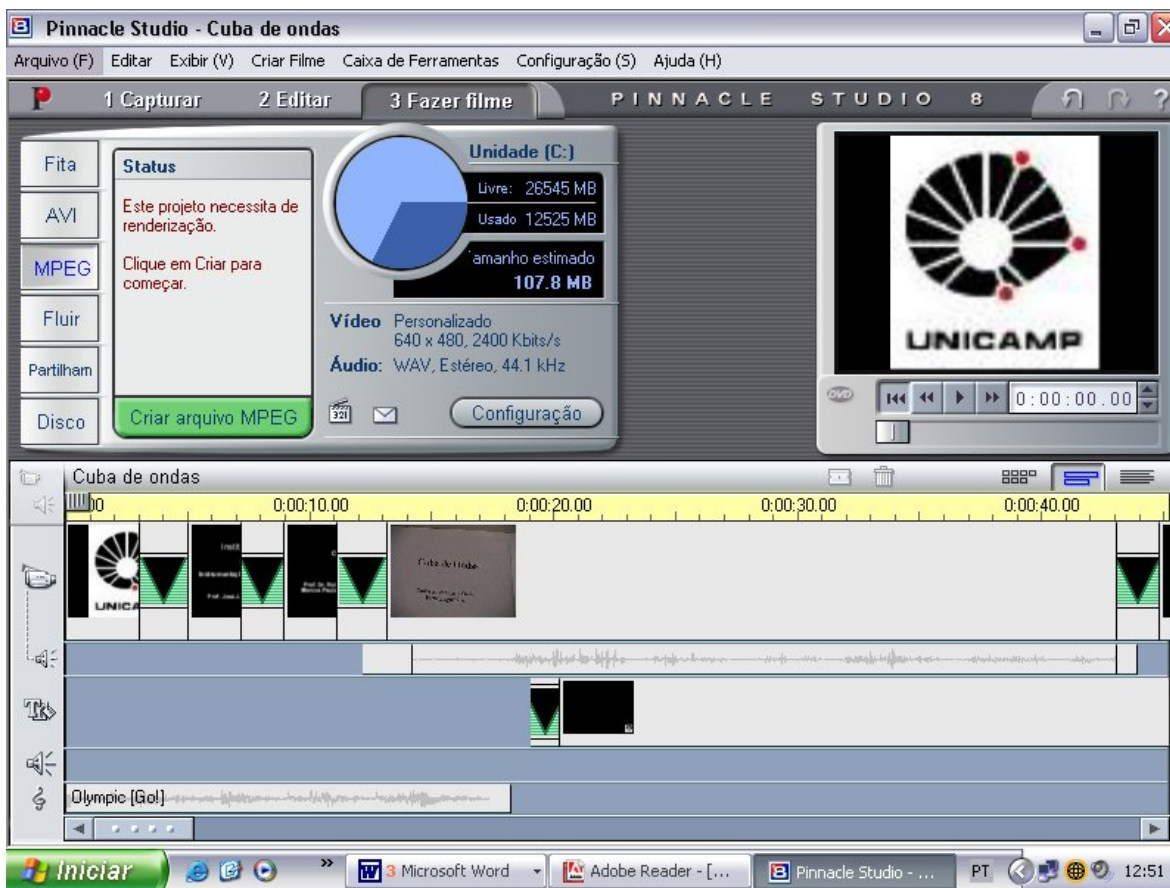 Pinnacle Studio - Cuba de ondas
Arquivo (F) Editar Exibir (V) Criar Filme Caixa de Ferramentas Configuração (S) Ajuda (H)
1 Capturar 2 Editar 3 Fazer filme PINNACLE STUDIO 8
Fita
AVI
MPEG
Fluir
Partilham
Disco
Status
Este projeto necessita de
renderização.
Clique em Criar para
começar.
Criar arquivo MPEG
Unidade (C:)
Livre: 26545 MB
Usado 12525 MB
amanho estimado
107.8 MB
Vídeo Personalizado
640 x 480, 2400 Kbits/s
Áudio: WAV, Estéreo, 44.1 kHz
Configuração
UNICAMP
DVD
0:00:00.00
Cuba de ondas
0:00:10.00 0:00:20.00 0:00:30.00 0:00:40.00
UNICA
Cuba de Ondas
Olympic [Go!]
Iniciar
3 Microsoft Word
Adobe Reader - [...
Pinnacle Studio - ...
PT
12:51